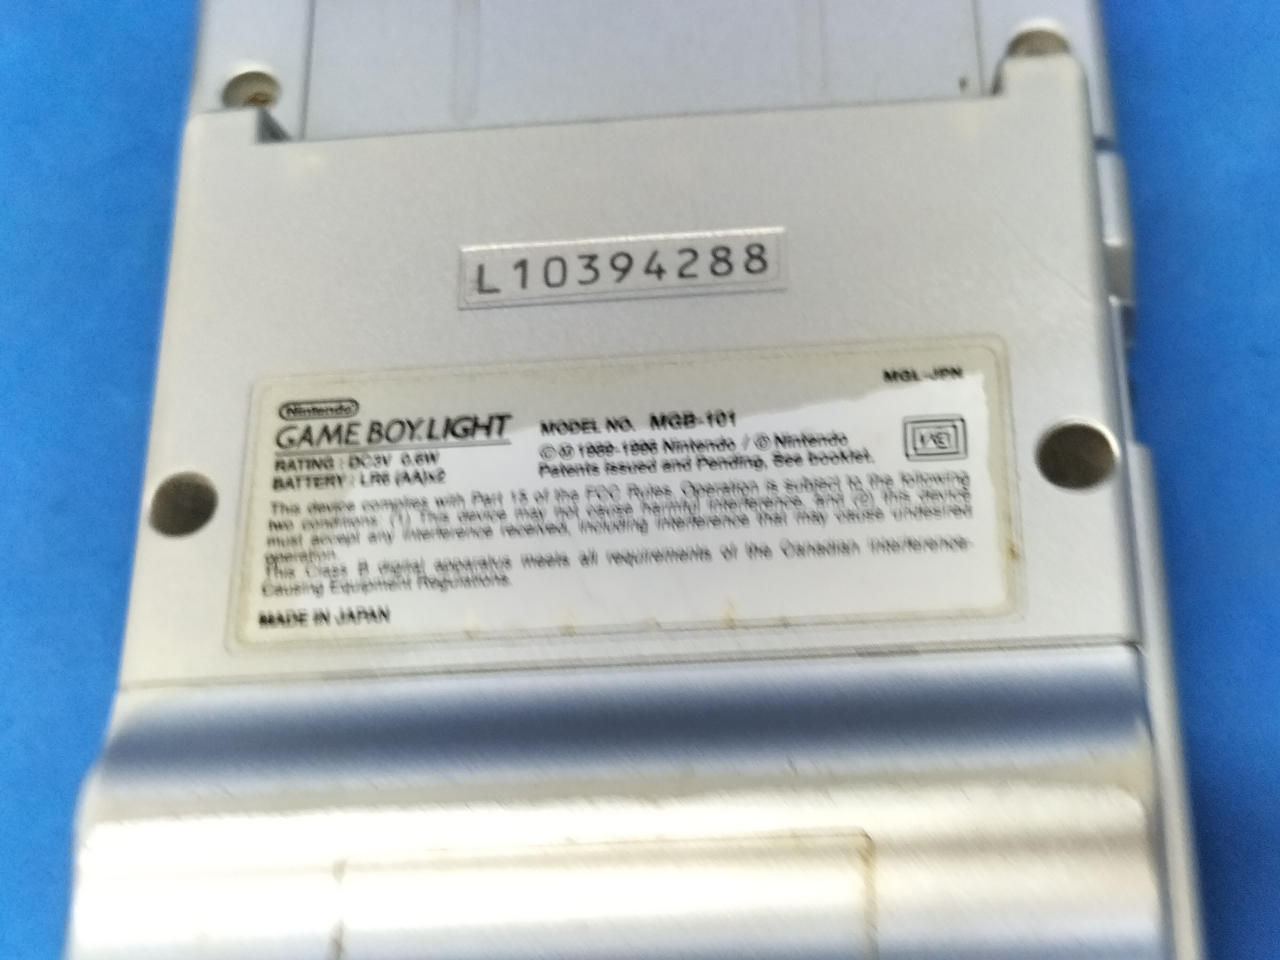 L10394288
MGL-JPN
Nintendo
GAME BOY LIGHT
MODEL NO. MGB-101
RATING : DC3V 0.6W
BATTERY : LR6 (AA)x2
© 1989-1996 Nintendo / © Nintendo
Patents Issued and Pending, See booklet.
This device complies with Part 15 of the FCC Rules. Operation is subject to the following
two conditions. (1) This device may not cause harmful interference, and (2) this device
must accept any interference received, including interference that may cause undesired
operation.
This Class B digital apparatus meets all requirements of the Canadian Interference-
Causing Equipment Regulations.
MADE IN JAPAN